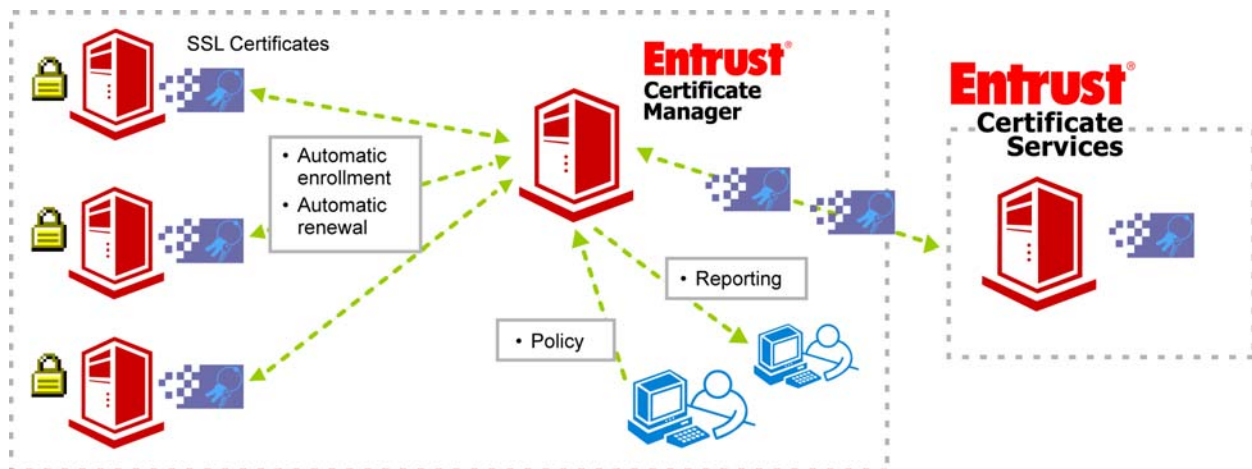 SSL Certificates
Entrust®
Certificate
Manager
Entrust®
Certificate
Services
• Automatic
enrollment
• Automatic
renewal
• Reporting
• Policy